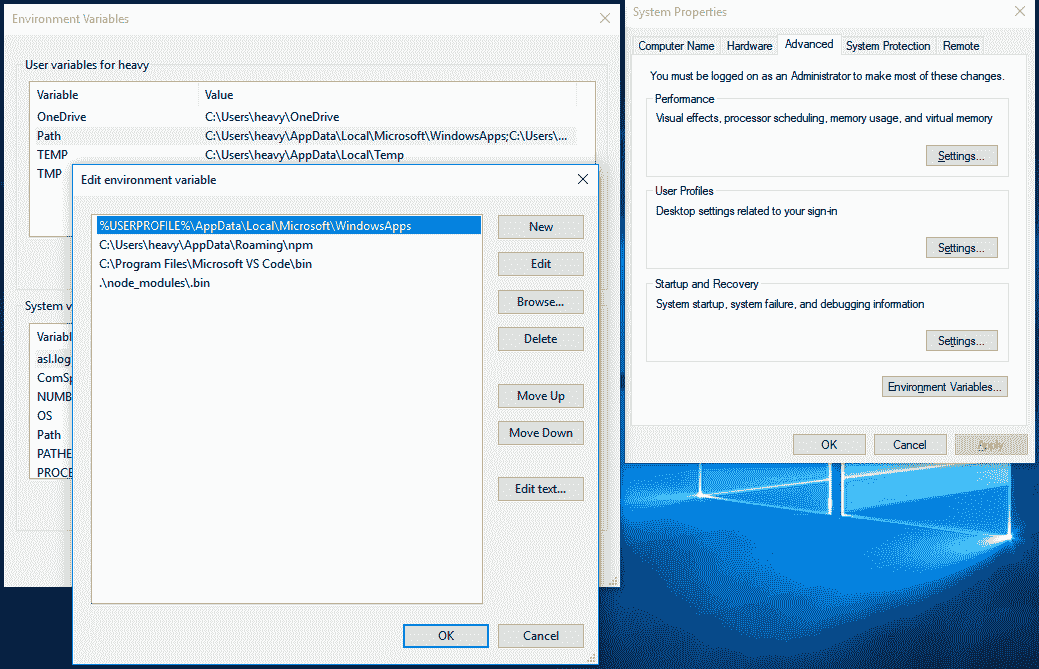 Environment Variables
User variables for heavy
Variable Value
OneDrive C:\Users\heavy\OneDrive
Path C:\Users\heavy\AppData\Local\Microsoft\WindowsApps;C:\Users\...
TEMP C:\Users\heavy\AppData\Local\Temp
TMP
System v
Variabl
asl.log
ComSp
NUMB
OS
Path
PATHE
PROCE
Edit environment variable
%USERPROFILE%\AppData\Local\Microsoft\WindowsApps
C:\Users\heavy\AppData\Roaming\npm
C:\Program Files\Microsoft VS Code\bin
.\node_modules\.bin
New
Edit
Browse...
Delete
Move Up
Move Down
Edit text...
OK Cancel
System Properties
Computer Name Hardware Advanced System Protection Remote
You must be logged on as an Administrator to make most of these changes.
Performance
Visual effects, processor scheduling, memory usage, and virtual memory
Settings...
User Profiles
Desktop settings related to your sign-in
Settings...
Startup and Recovery
System startup, system failure, and debugging information
Settings...
Environment Variables...
OK Cancel Apply